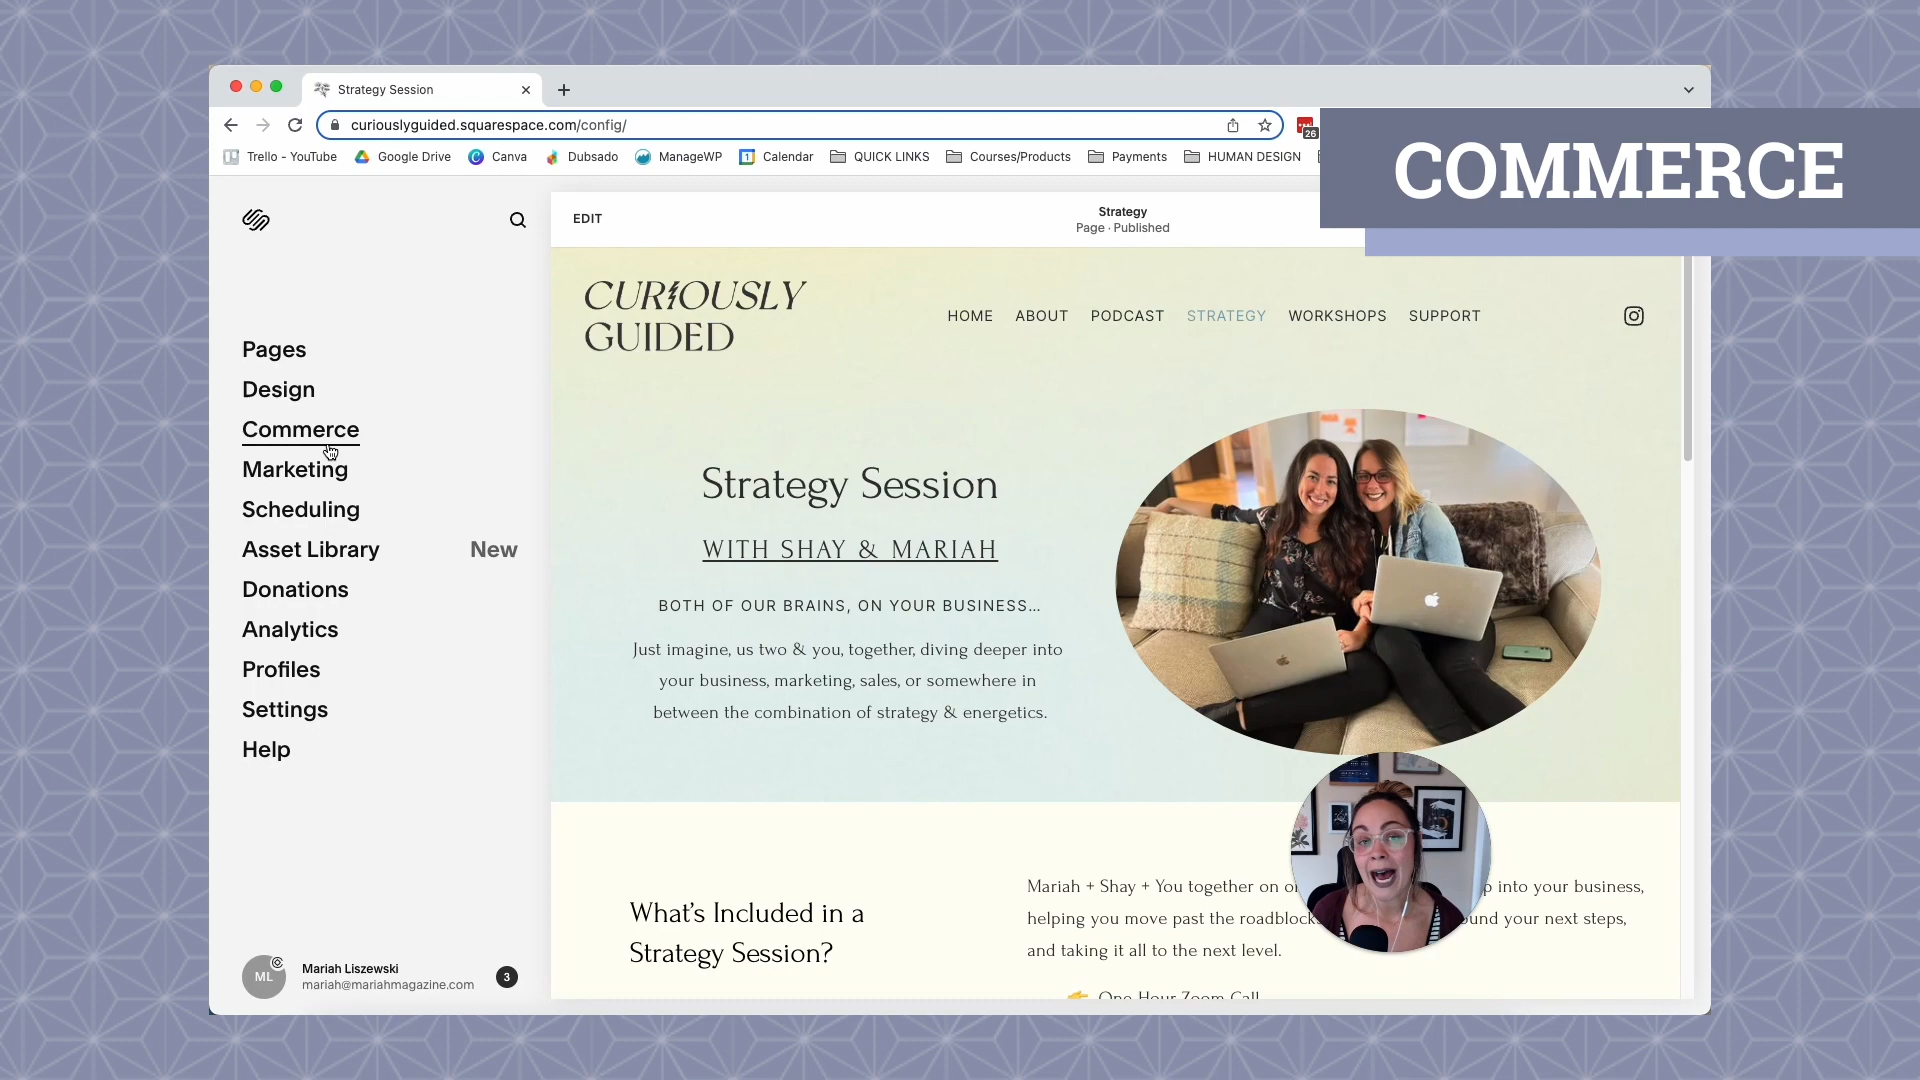 Strategy Session
curiouslyguided.squarespace.com/config/
26
Trello - YouTube
Google Drive
Canva
Dubsado
ManageWP
1
Calendar
QUICK LINKS
Courses/Products
Payments
HUMAN DESIGN
COMMERCE
Pages
Design
Commerce
Marketing
Scheduling
Asset Library New
Donations
Analytics
Profiles
Settings
Help
ML
Mariah Liszewski
mariah@mariahmagazine.com
3
EDIT
Strategy
Page · Published
CURIOUSLY
GUIDED
HOME ABOUT PODCAST STRATEGY WORKSHOPS SUPPORT
Strategy Session
WITH SHAY & MARIAH
BOTH OF OUR BRAINS, ON YOUR BUSINESS...
Just imagine, us two & you, together, diving deeper into
your business, marketing, sales, or somewhere in
between the combination of strategy & energetics.
What's Included in a
Strategy Session?
Mariah + Shay + You together on into your business,
helping you move past the your next steps,
and taking it all to the next level.
One Hour Zoom Call